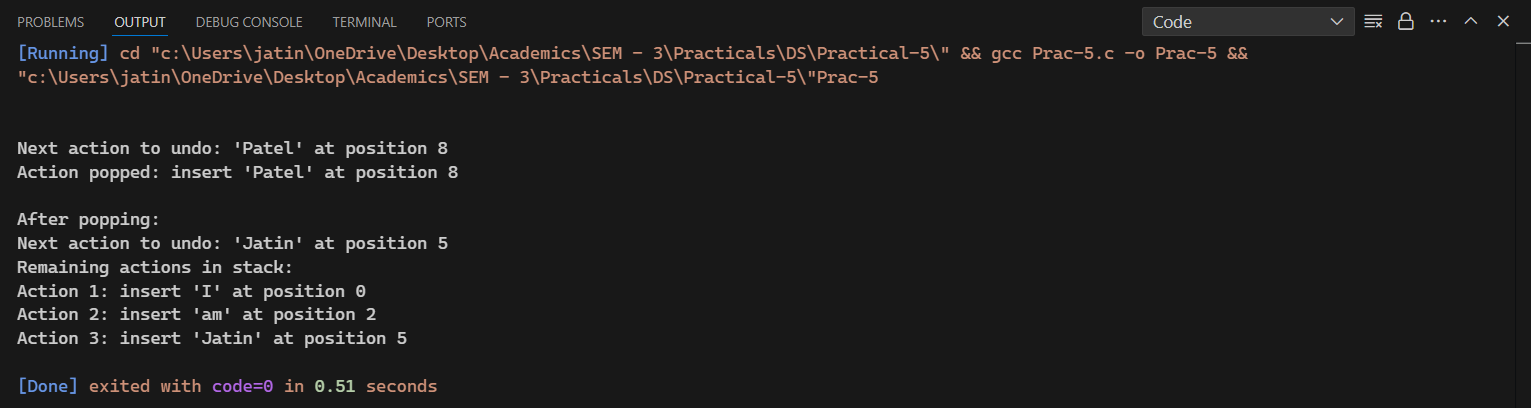 PROBLEMS OUTPUT DEBUG CONSOLE TERMINAL PORTS Code
[Running] cd "c:\Users\jatin\OneDrive\Desktop\Academics\SEM - 3\Practicals\DS\Practical-5\" && gcc Prac-5.c -o Prac-5 &&
"c:\Users\jatin\OneDrive\Desktop\Academics\SEM - 3\Practicals\DS\Practical-5\"Prac-5
Next action to undo: 'Patel' at position 8
Action popped: insert 'Patel' at position 8
After popping:
Next action to undo: 'Jatin' at position 5
Remaining actions in stack:
Action 1: insert 'I' at position 0
Action 2: insert 'am' at position 2
Action 3: insert 'Jatin' at position 5
[Done] exited with code=0 in 0.51 seconds